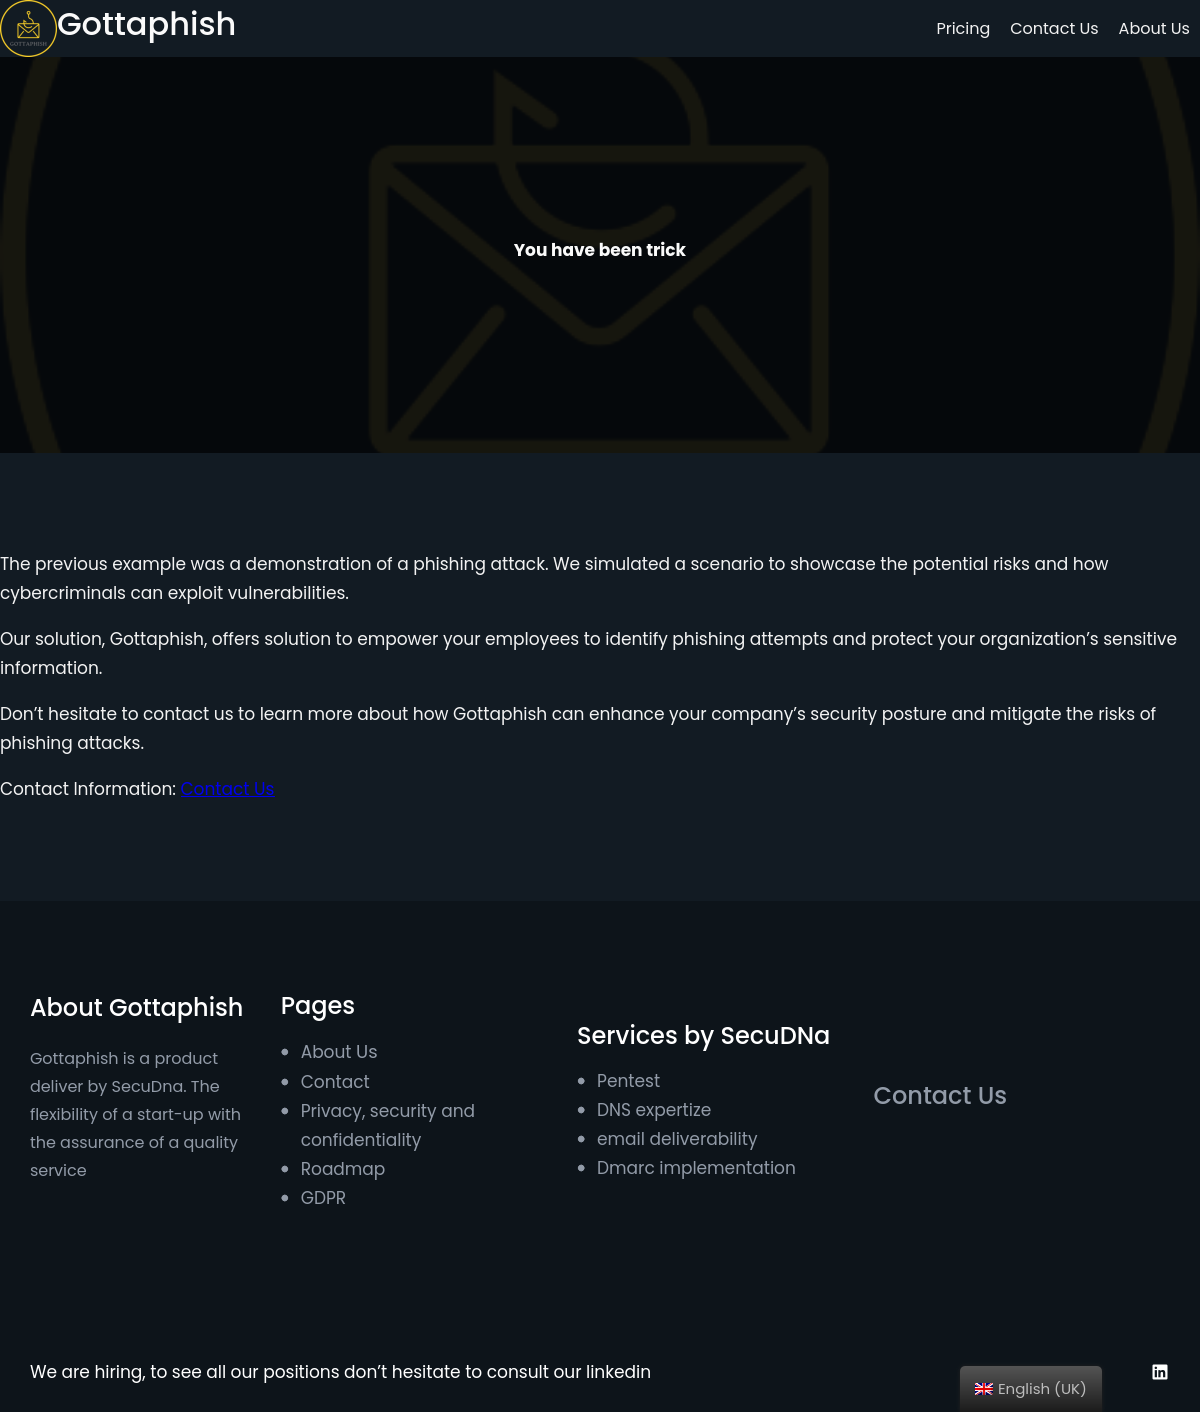 GOTTAPHISH
Gottaphish
Pricing
Contact Us
About Us
You have been trick
The previous example was a demonstration of a phishing attack. We simulated a scenario to showcase the potential risks and how
cybercriminals can exploit vulnerabilities.
Our solution, Gottaphish, offers solution to empower your employees to identify phishing attempts and protect your organization’s sensitive
information.
Don’t hesitate to contact us to learn more about how Gottaphish can enhance your company’s security posture and mitigate the risks of
phishing attacks.
Contact Information: Contact Us
About Gottaphish
Gottaphish is a product
deliver by SecuDna. The
flexibility of a start-up with
the assurance of a quality
service
Pages
About Us
Contact
Privacy, security and
confidentiality
Roadmap
GDPR
Services by SecuDNa
Pentest
DNS expertize
email deliverability
Dmarc implementation
Contact Us
We are hiring, to see all our positions don’t hesitate to consult our linkedin
English (UK)